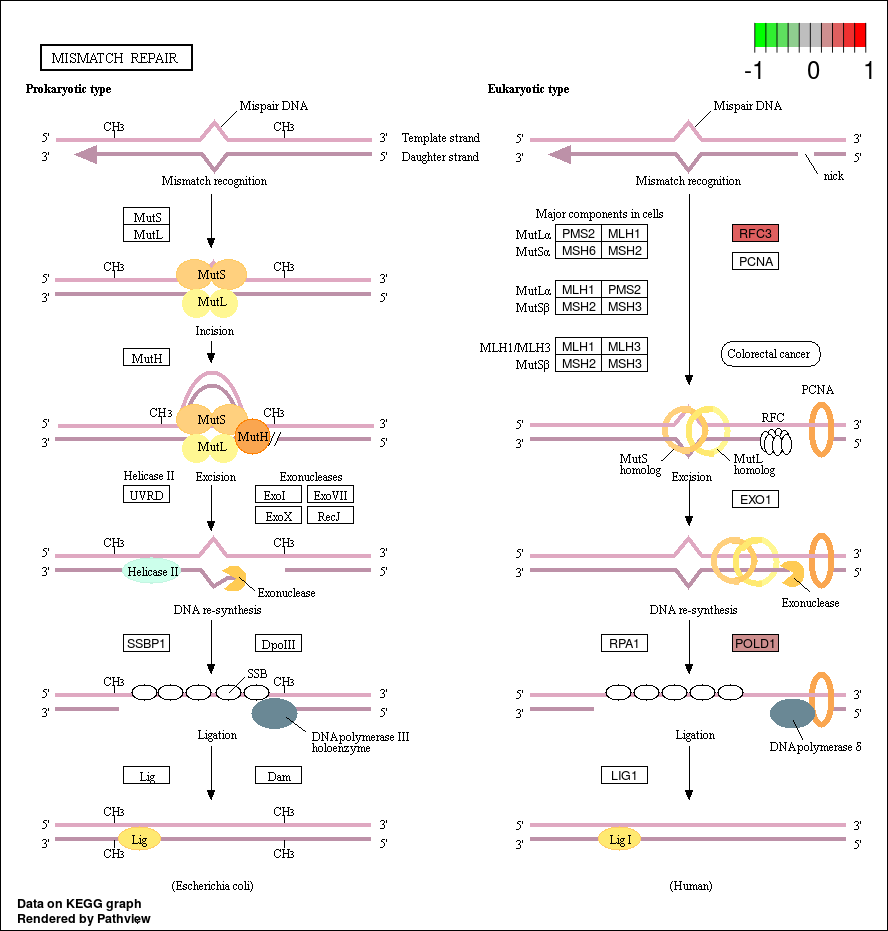 -1 0 1
MISMATCH REPAIR
Prokaryotic type
Mispair DNA
CH3 CH3
5' 3' Template strand
3' 5' Daughter strand
Mismatch recognition
MutS
MutL
CH3 CH3
5' MutS 3'
3' MutL 5'
Incision
MutH
CH3 CH3
5' MutS 3'
3' MutL MutH 5'
Helicase II Excision Exonucleases
UVRD ExoI ExoVII
ExoX RecJ
CH3 CH3
5' 3'
3' Helicase II 5'
Exonuclease
DNA re-synthesis
SSBP1 DpoIII
CH3 SSB CH3
5' 3'
3' 5'
DNA polymerase III
holoenzyme
Ligation
Lig Dam
CH3 CH3
5' 3'
3' Lig 5'
CH3 CH3
(Escherichia coli)
Eukaryotic type
Mispair DNA
5' 3'
3' 5'
nick
Mismatch recognition
Major components in cells
MutLα PMS2 MLH1 RFC3
MutSα MSH6 MSH2
PCNA
MutLα MLH1 PMS2
MutSβ MSH2 MSH3
MLH1/MLH3 MLH1 MLH3
MutSβ MSH2 MSH3
Colorectal cancer
PCNA
RFC
5' 3'
3' 5'
MutS
homolog
MutL
homolog
Excision
EXO1
5' 3'
3' 5'
Exonuclease
DNA re-synthesis
RPA1 POLD1
5' 3'
3' 5'
Ligation
DNA polymerase δ
LIG1
5' 3'
3' Lig I 5'
(Human)
Data on KEGG graph
Rendered by Pathview